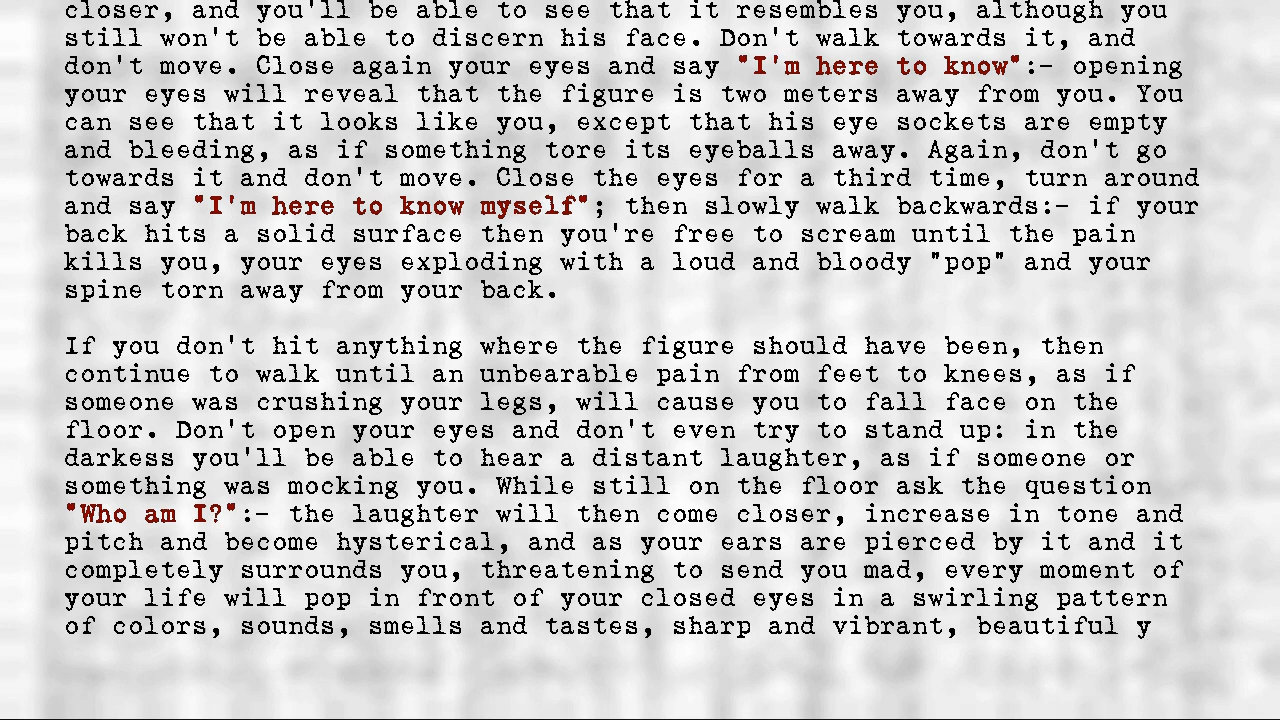 closer, and you'll be able to see that it resembles you, although you
still won't be able to discern his face. Don't walk towards it, and
don't move. Close again your eyes and say "I'm here to know":- opening
your eyes will reveal that the figure is two meters away from you. You
can see that it looks like you, except that his eye sockets are empty
and bleeding, as if something tore its eyeballs away. Again, don't go
towards it and don't move. Close the eyes for a third time, turn around
and say "I'm here to know myself"; then slowly walk backwards:- if your
back hits a solid surface then you're free to scream until the pain
kills you, your eyes exploding with a loud and bloody "pop" and your
spine torn away from your back.

If you don't hit anything where the figure should have been, then
continue to walk until an unbearable pain from feet to knees, as if
someone was crushing your legs, will cause you to fall face on the
floor. Don't open your eyes and don't even try to stand up: in the
darkess you'll be able to hear a distant laughter, as if someone or
something was mocking you. While still on the floor ask the question
"Who am I?":- the laughter will then come closer, increase in tone and
pitch and become hysterical, and as your ears are pierced by it and it
completely surrounds you, threatening to send you mad, every moment of
your life will pop in front of your closed eyes in a swirling pattern
of colors, sounds, smells and tastes, sharp and vibrant, beautiful y